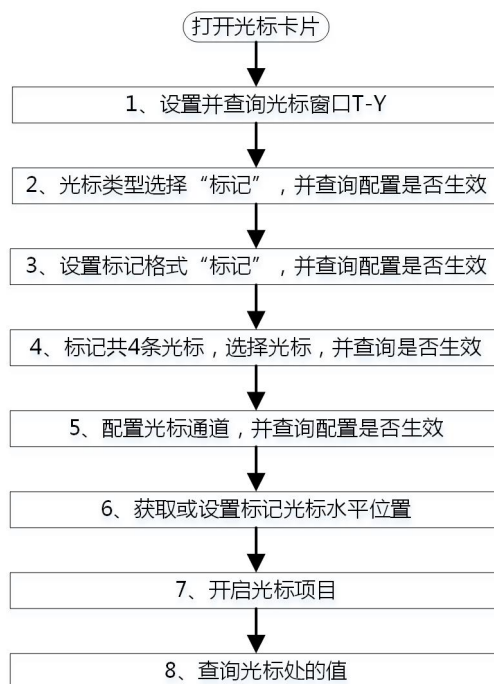 打开光标卡片
1、设置并查询光标窗口T-Y
2、光标类型选择“标记”，并查询配置是否生效
3、设置标记格式“标记”，并查询配置是否生效
4、标记共4条光标，选择光标，并查询是否生效
5、配置光标通道，并查询配置是否生效
6、获取或设置标记光标水平位置
7、开启光标项目
8、查询光标处的值